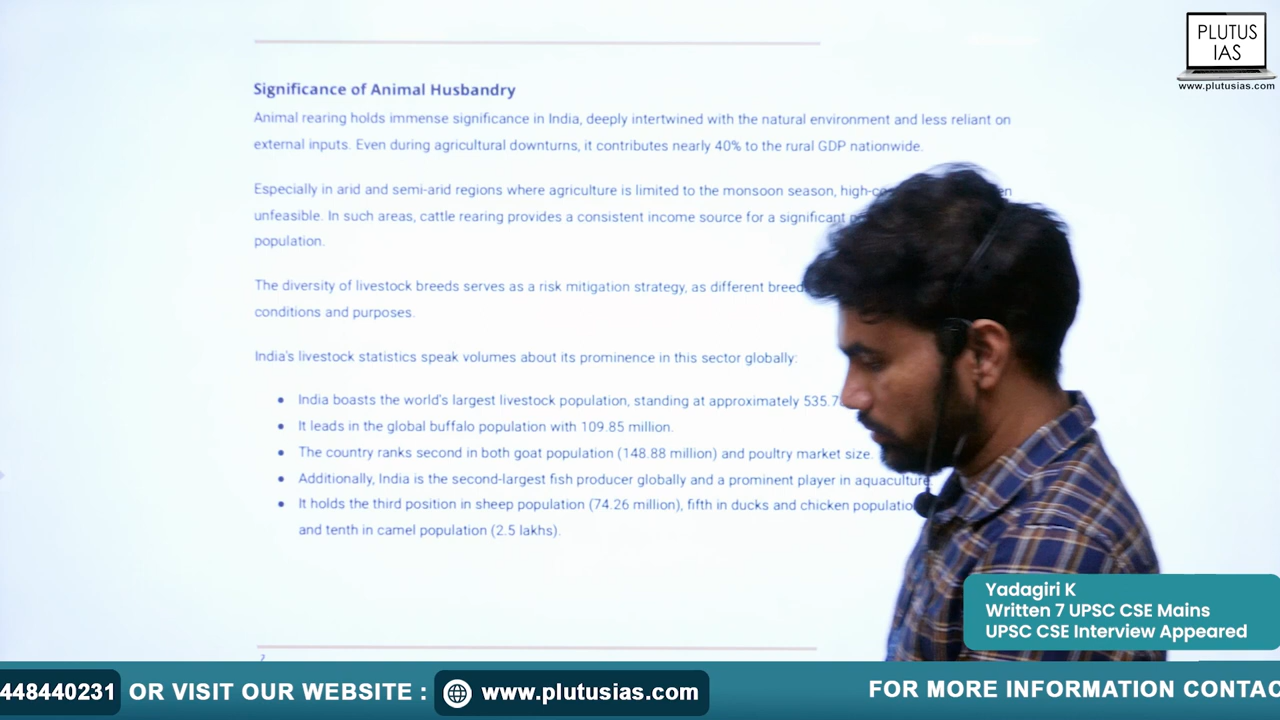 PLUTUS
IAS
www.plutusias.com
Significance of Animal Husbandry
Animal rearing holds immense significance in India, deeply intertwined with the natural environment and less reliant on
external inputs. Even during agricultural downturns, it contributes nearly 40% to the rural GDP nationwide.
Especially in arid and semi-arid regions where agriculture is limited to the monsoon season,
unfeasible. In such areas, cattle rearing provides a consistent income source for a significant
population.
The diversity of livestock breeds serves as a risk mitigation strategy, as different
conditions and purposes.
India's livestock statistics speak volumes about its prominence in this sector globally:
• India boasts the world's largest livestock population, standing at approximately
• It leads in the global buffalo population with 109.85 million.
• The country ranks second in both goat population (148.88 million) and poultry market size.
• Additionally, India is the second-largest fish producer globally and a prominent player in aquaculture.
• It holds the third position in sheep population (74.26 million), fifth in ducks and chicken
and tenth in camel population (2.5 lakhs).
Yadagiri K
Written 7 UPSC CSE Mains
UPSC CSE Interview Appeared
448440231 OR VISIT OUR WEBSITE : www.plutusias.com FOR MORE INFORMATION CONTAC